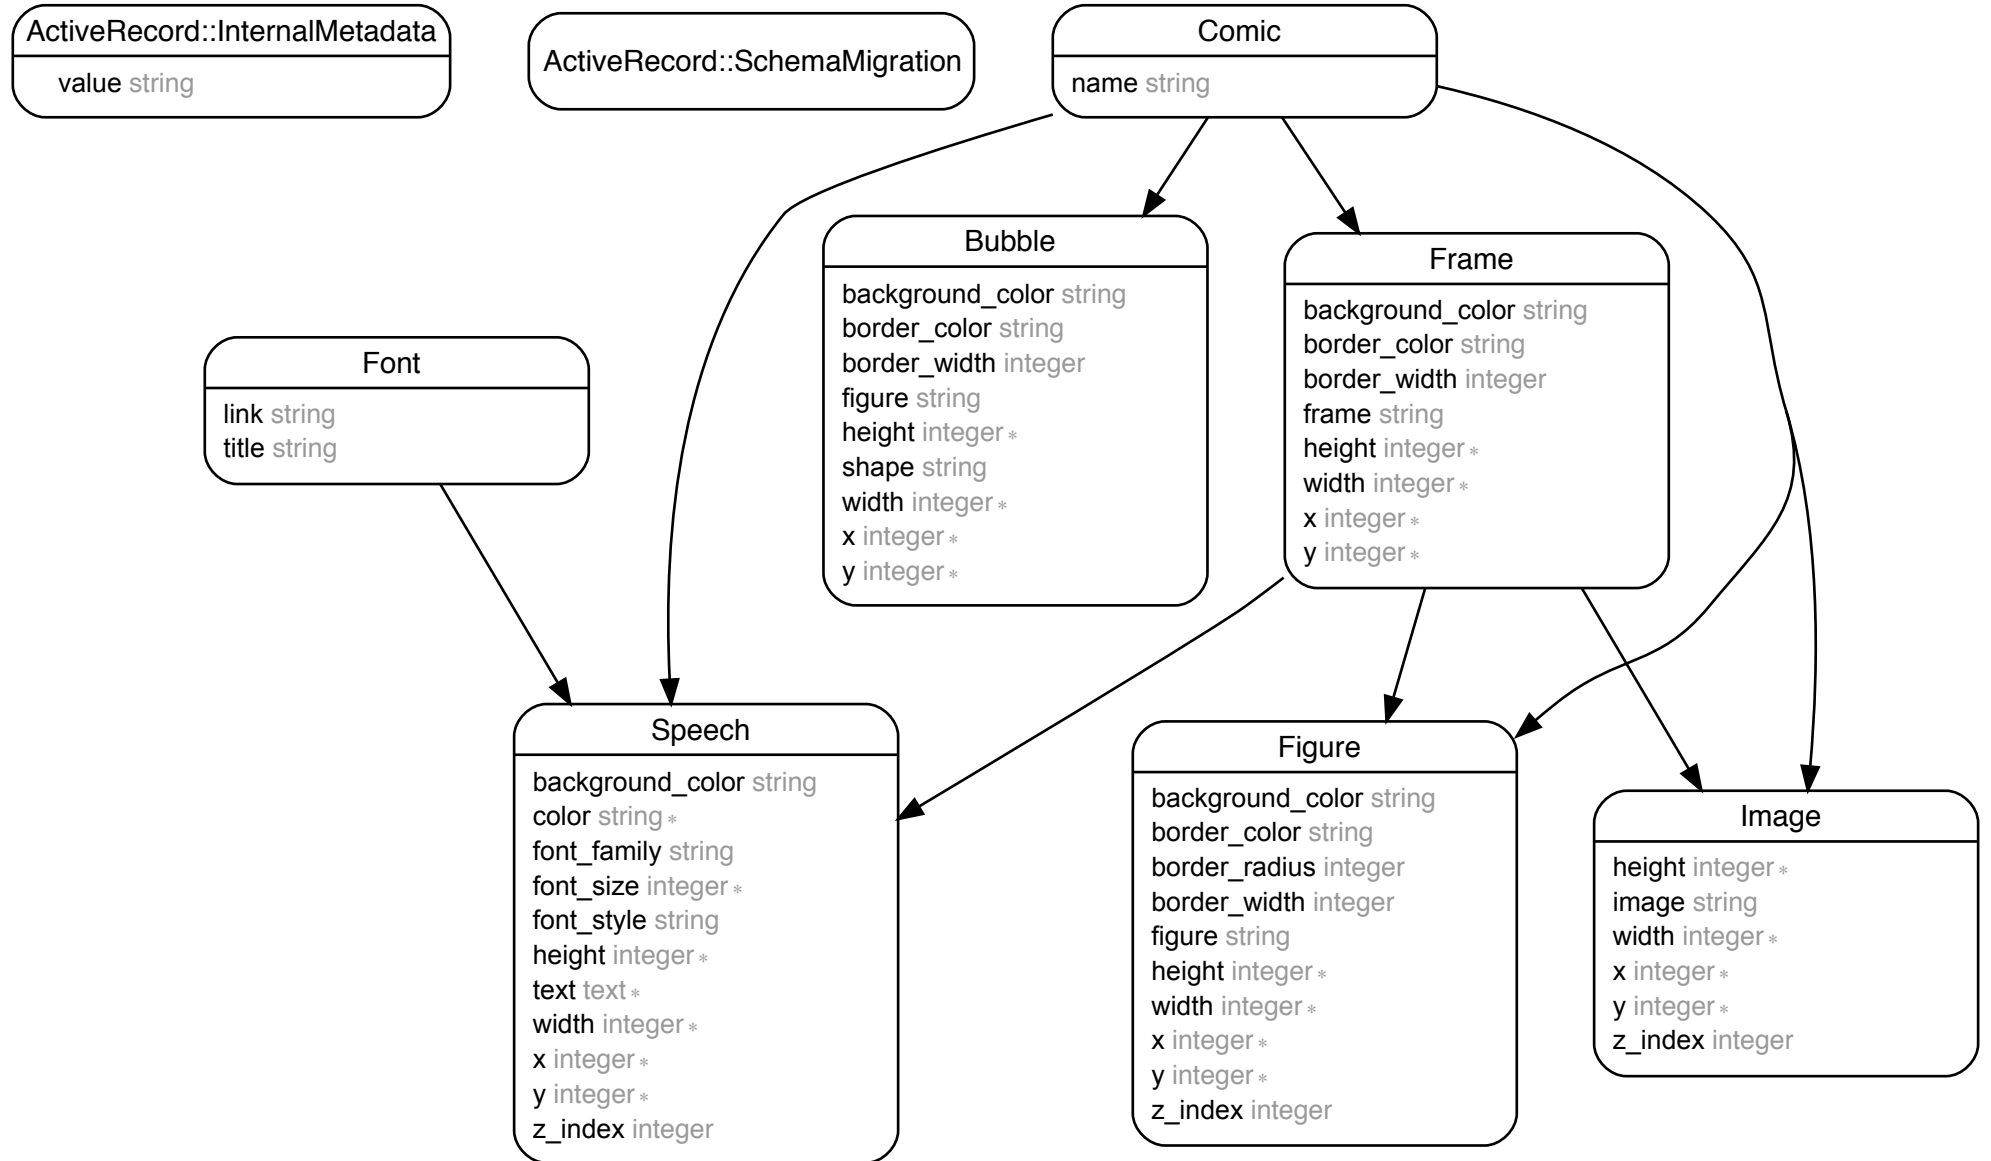 ActiveRecord::InternalMetadata
value string
ActiveRecord::SchemaMigration
Comic
name string
Bubble
background_color string
border_color string
border_width integer
figure string
height integer *
shape string
width integer *
x integer *
y integer *
Frame
background_color string
border_color string
border_width integer
frame string
height integer *
width integer *
x integer *
y integer *
Font
link string
title string
Speech
background_color string
color string *
font_family string
font_size integer *
font_style string
height integer *
text text *
width integer *
x integer *
y integer *
z_index integer
Figure
background_color string
border_color string
border_radius integer
border_width integer
figure string
height integer *
width integer *
x integer *
y integer *
z_index integer
Image
height integer *
image string
width integer *
x integer *
y integer *
z_index integer